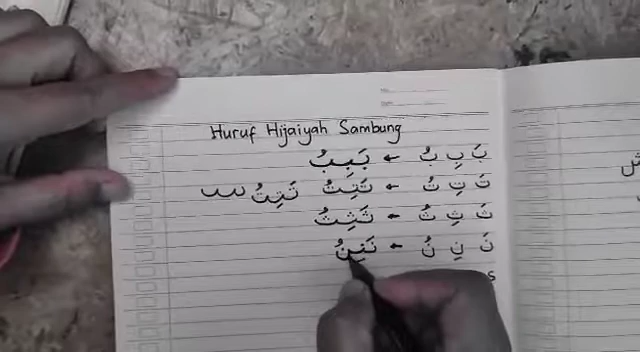 Huruf Hijaiyah Sambung
بَ بِ بُ ← بَبِبُ
تَ تِ تُ ← تَتِتُ تَتِتُ
ثَ ثِ ثُ ← ثَثِثُ
نَ نِ نُ ← نَنِنُ